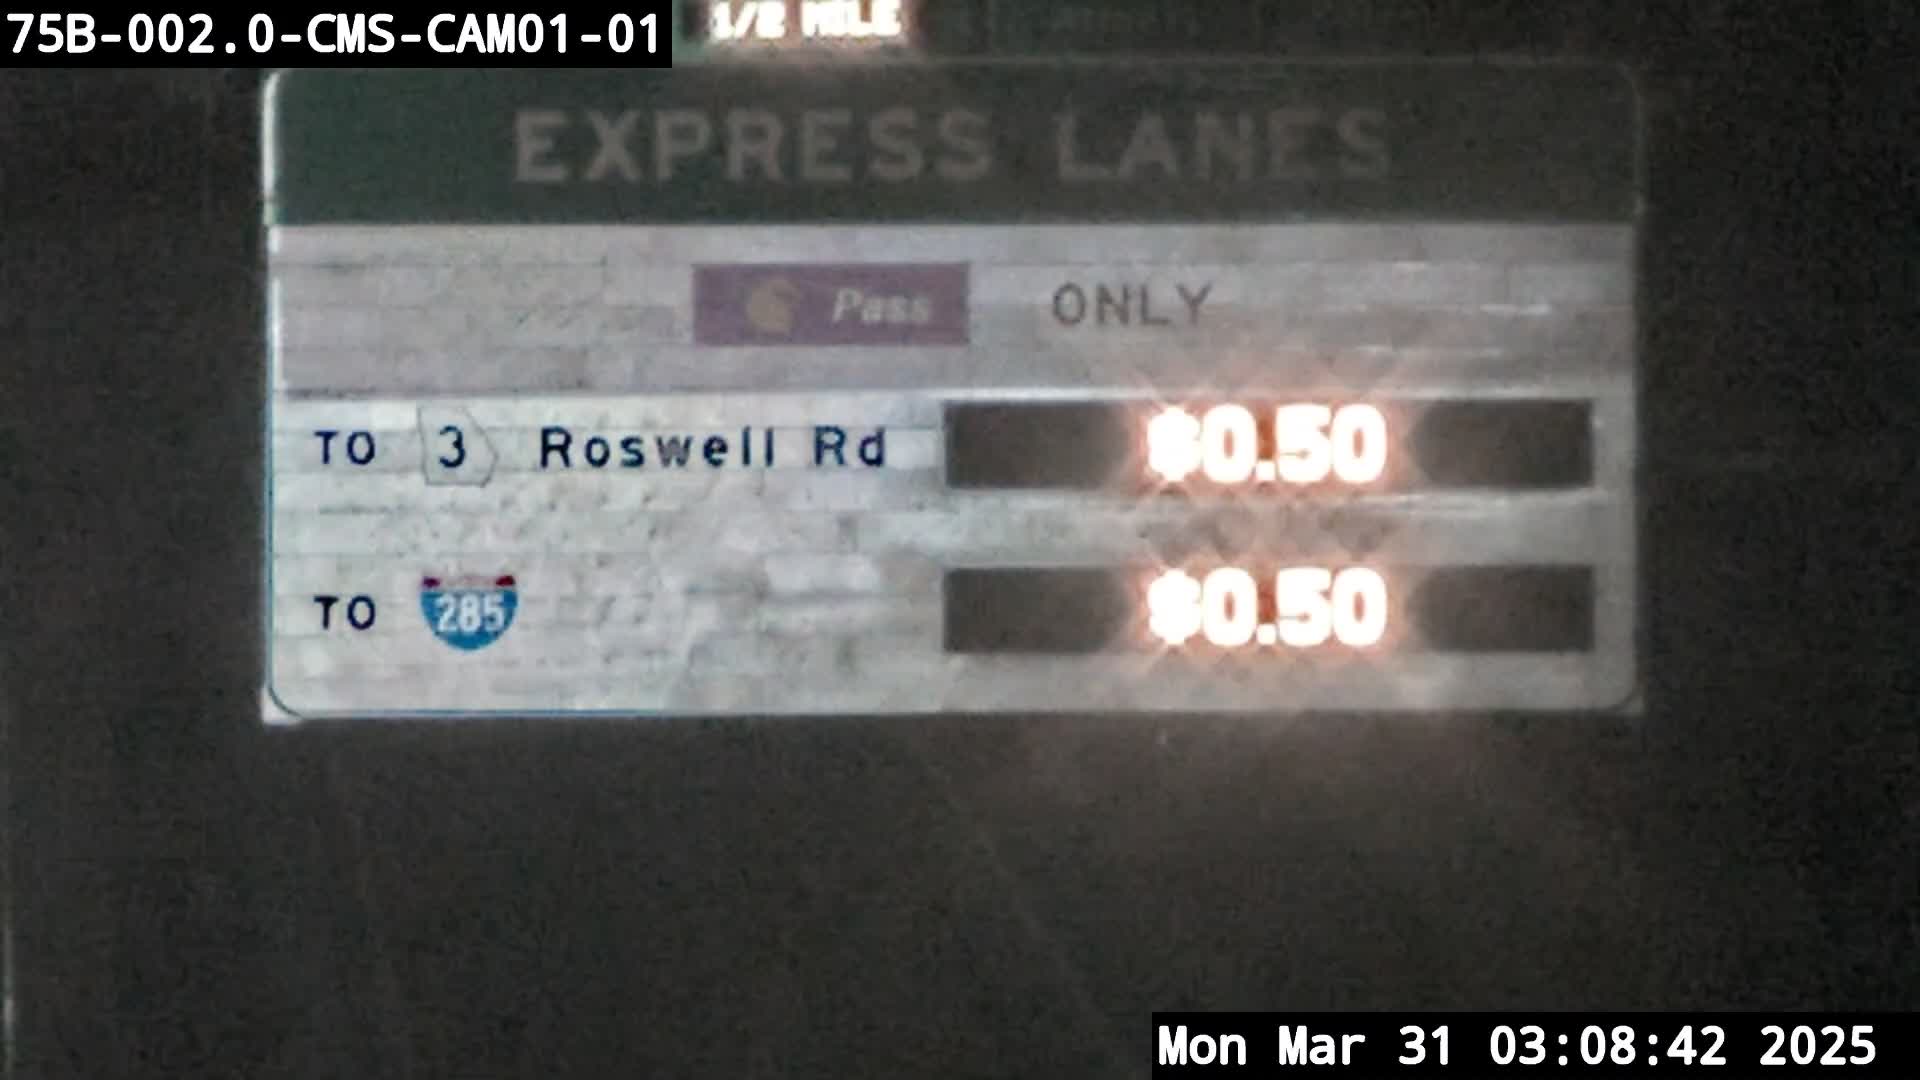 75B-002.0-CMS-CAM01-01
1/2 MILE
EXPRESS LANES
Pass ONLY
TO 3 Roswell Rd $0.50
TO 285 $0.50
Mon Mar 31 03:08:42 2025